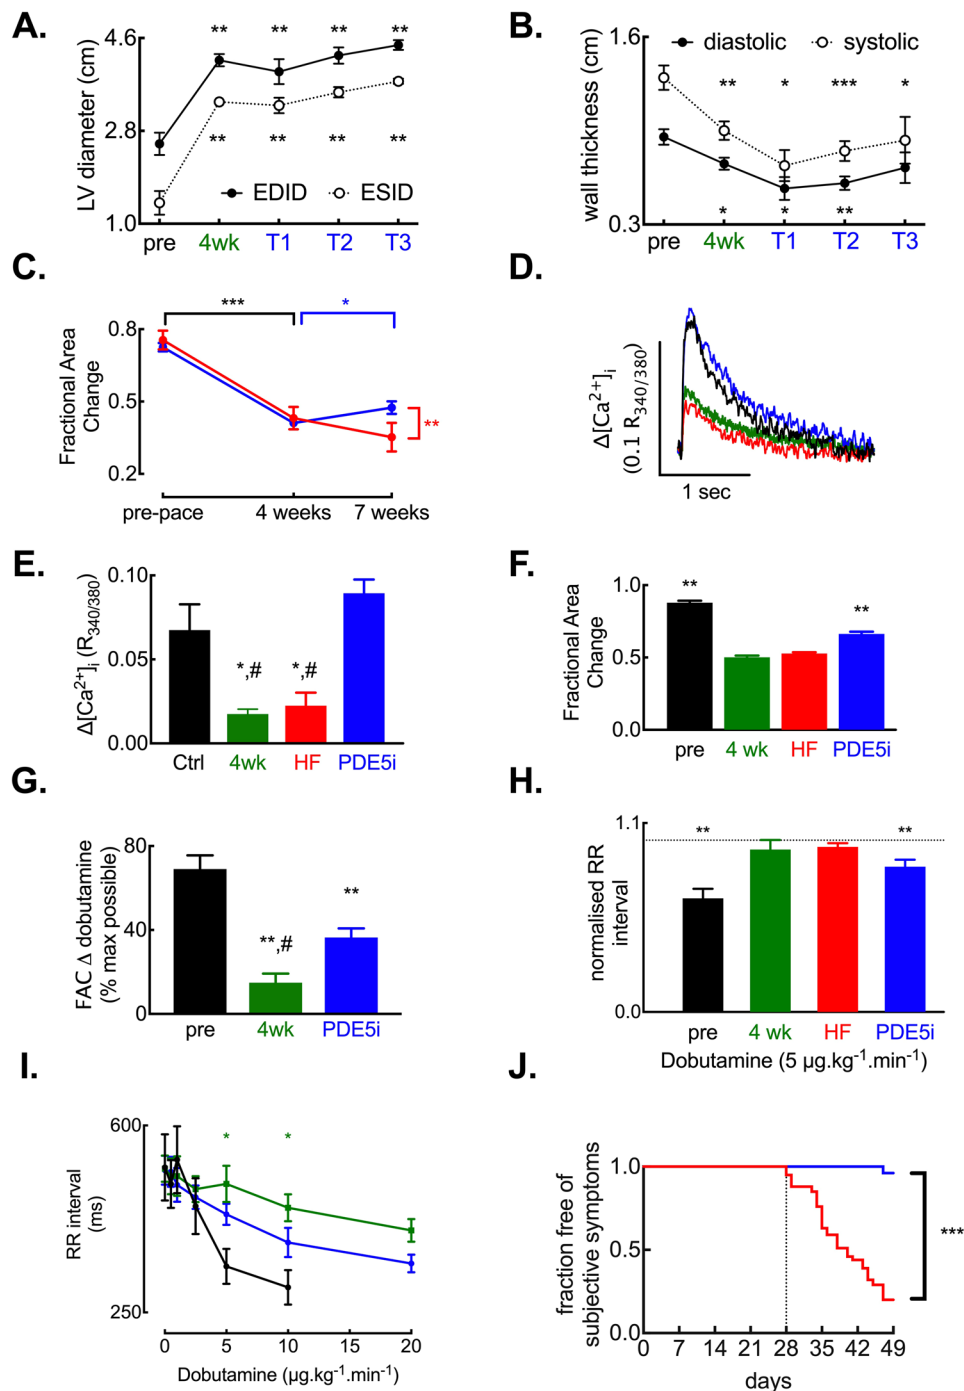 A.
LV diameter (cm)
4.6
2.8
1.0
** ** ** **
** ** ** **
EDID ESID
pre 4wk T1 T2 T3
B.
wall thickness (cm)
1.6
0.3
diastolic systolic
** * *** *
* * **
pre 4wk T1 T2 T3
C.
Fractional Area
Change
0.8
0.5
0.2
*** *
**
pre-pace 4 weeks 7 weeks
D.
Δ[Ca²⁺]i
(0.1 R340/380)
1 sec
E.
Δ[Ca²⁺]i (R340/380)
0.10
0.05
0.00
*,# *,#
Ctrl 4wk HF PDE5i
F.
Fractional Area
Change
1.0
0.5
0.0
** **
pre 4 wk HF PDE5i
G.
FAC Δ dobutamine
(% max possible)
80
40
0
**,# **
pre 4wk PDE5i
H.
normalised RR
interval
1.1
0.0
** **
pre 4 wk HF PDE5i
Dobutamine (5 µg.kg⁻¹.min⁻¹)
I.
RR interval
(ms)
600
250
* *
0 5 10 15 20
Dobutamine (µg.kg⁻¹.min⁻¹)
J.
fraction free of
subjective symptoms
1.0
0.5
0.0
***
0 7 14 21 28 35 42 49
days